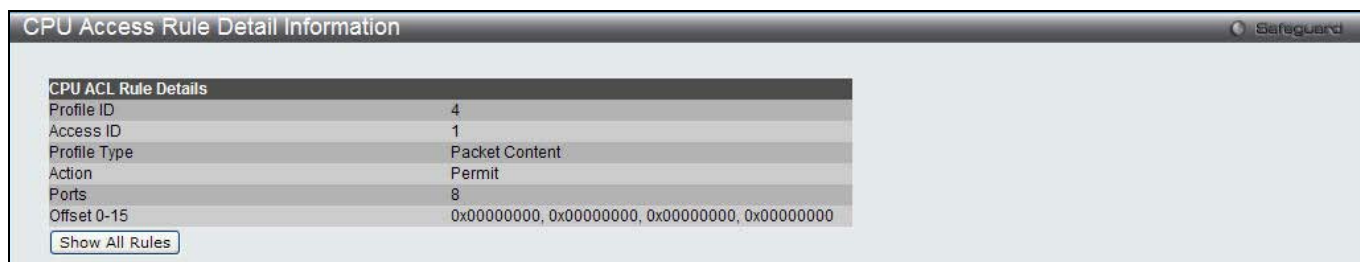 CPU Access Rule Detail Information Safeguard
CPU ACL Rule Details
Profile ID 4
Access ID 1
Profile Type Packet Content
Action Permit
Ports 8
Offset 0-15 0x00000000, 0x00000000, 0x00000000, 0x00000000
Show All Rules